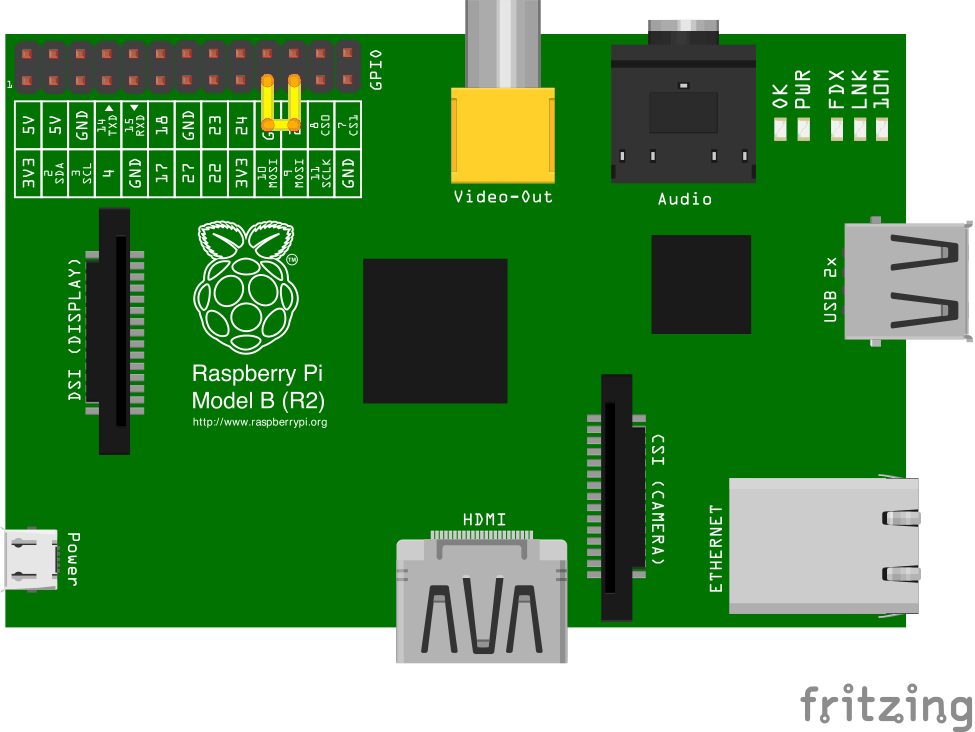 GPIO
1
5V 5V GND 14 TXD 15 RXD 18 GND 23 24 8 CS0 7 CS1
3V3 2 SDA 3 SCL 4 GND 17 27 22 3V3 10 MOSI 9 MOSI 11 SCLK GND
Video-Out
Audio
OK
PWR
FDX
LNK
10M
USB 2x
DSI (DISPLAY)
TM
Raspberry Pi
Model B (R2)
http://www.raspberrypi.org
CSI (CAMERA)
HDMI
ETHERNET
Power
fritzing